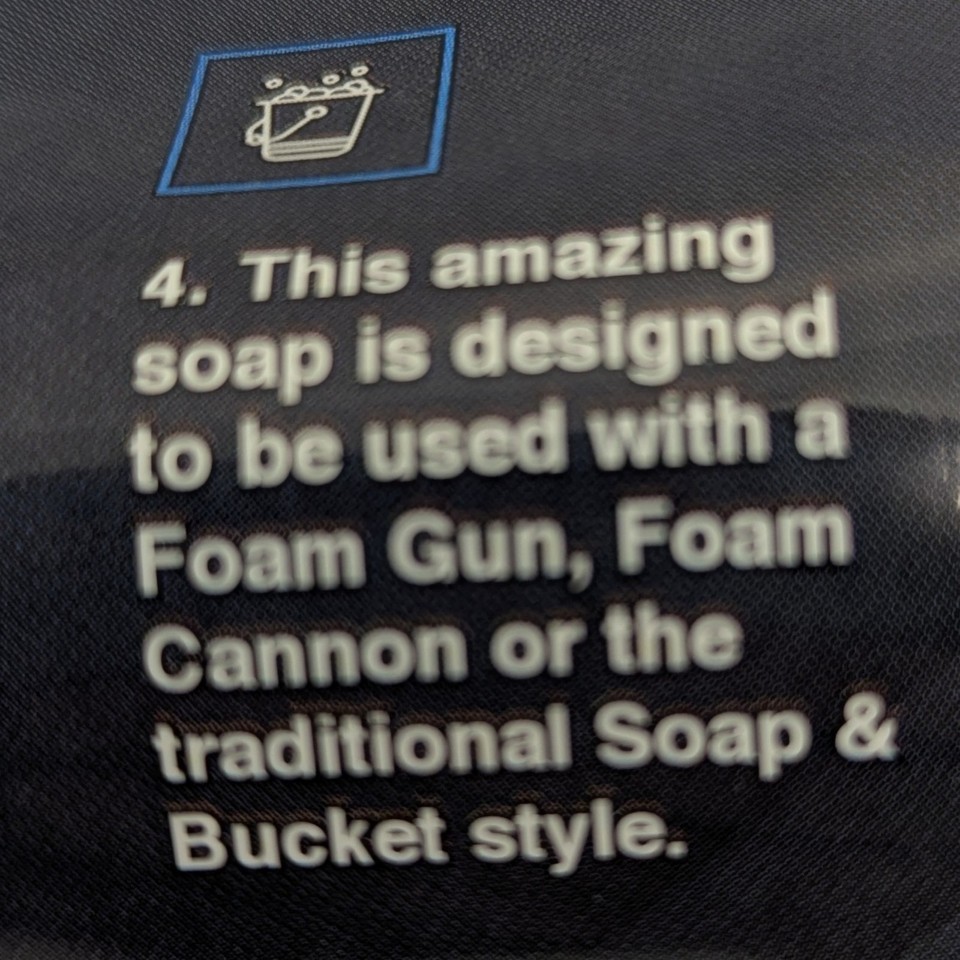 4. This amazing
soap is designed
to be used with a
Foam Gun, Foam
Cannon or the
traditional Soap &
Bucket style.